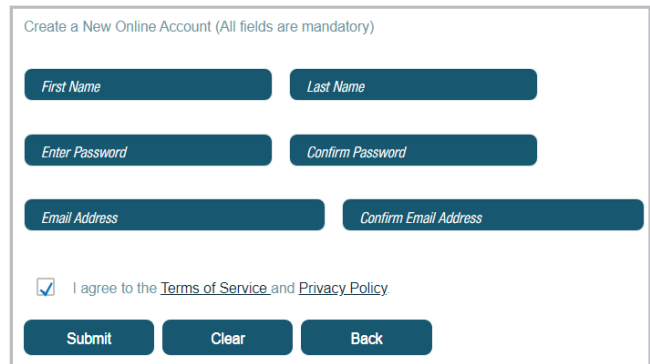 Create a New Online Account (All fields are mandatory)
First Name Last Name
Enter Password Confirm Password
Email Address Confirm Email Address
I agree to the Terms of Service and Privacy Policy.
Submit Clear Back